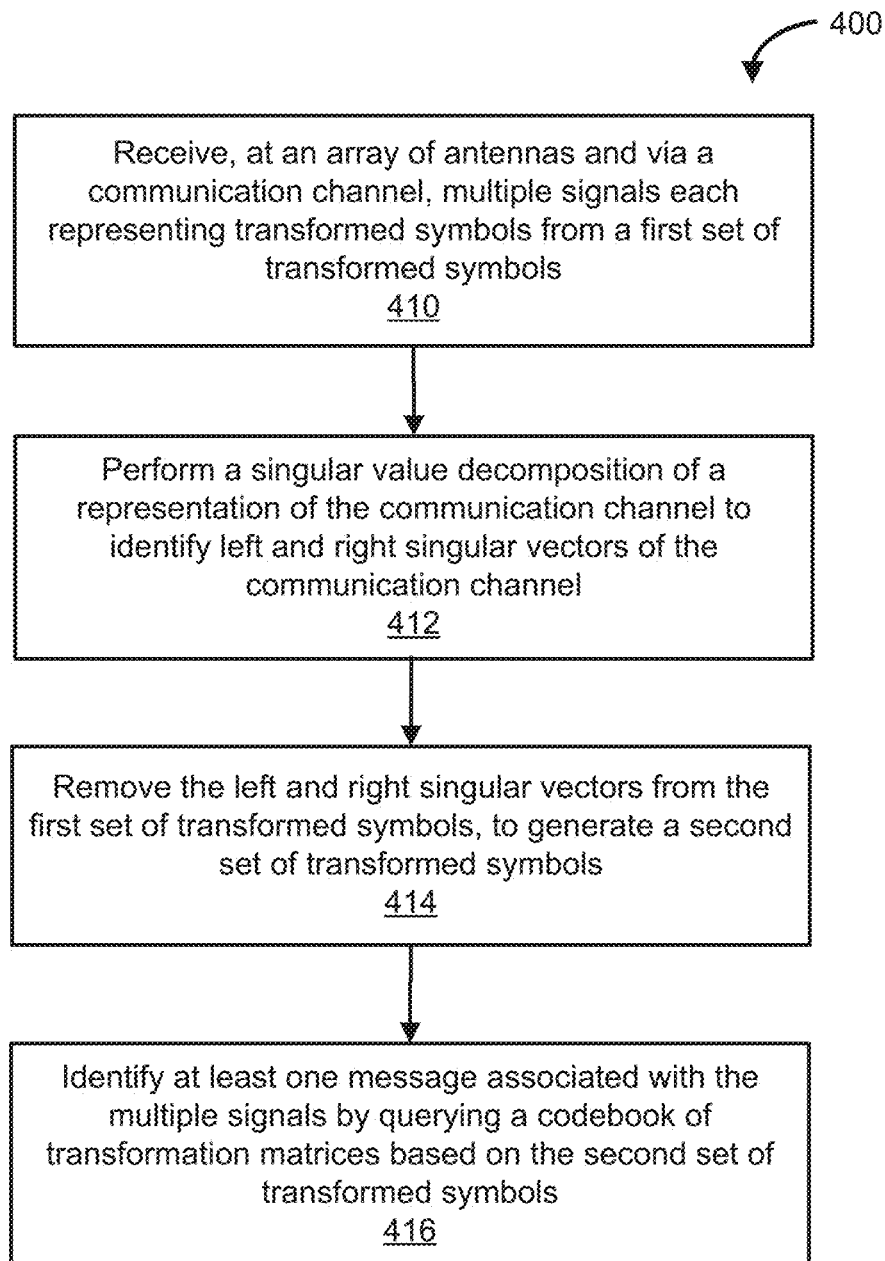 400
Receive, at an array of antennas and via a
communication channel, multiple signals each
representing transformed symbols from a first set of
transformed symbols
410
Perform a singular value decomposition of a
representation of the communication channel to
identify left and right singular vectors of the
communication channel
412
Remove the left and right singular vectors from the
first set of transformed symbols, to generate a second
set of transformed symbols
414
Identify at least one message associated with the
multiple signals by querying a codebook of
transformation matrices based on the second set of
transformed symbols
416